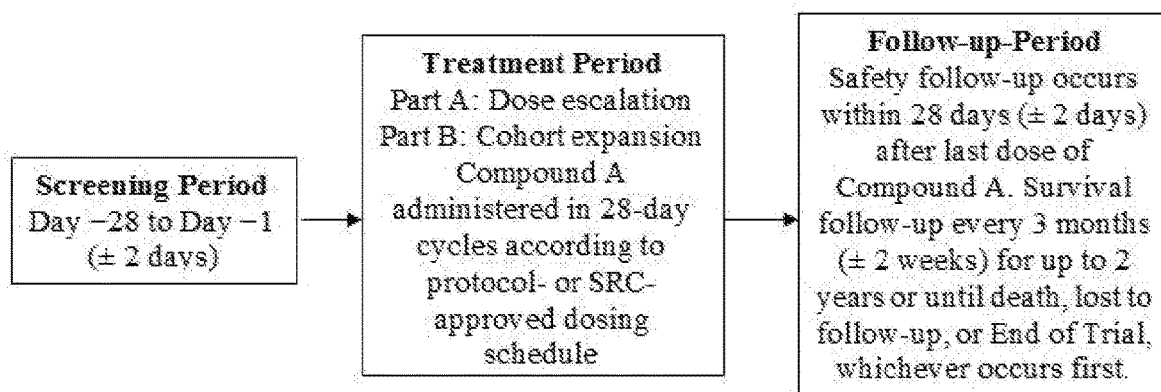 Screening Period
Day −28 to Day −1
(± 2 days)
Treatment Period
Part A: Dose escalation
Part B: Cohort expansion
Compound A
administered in 28-day
cycles according to
protocol- or SRC-
approved dosing
schedule
Follow-up-Period
Safety follow-up occurs
within 28 days (± 2 days)
after last dose of
Compound A. Survival
follow-up every 3 months
(± 2 weeks) for up to 2
years or until death, lost to
follow-up, or End of Trial,
whichever occurs first.